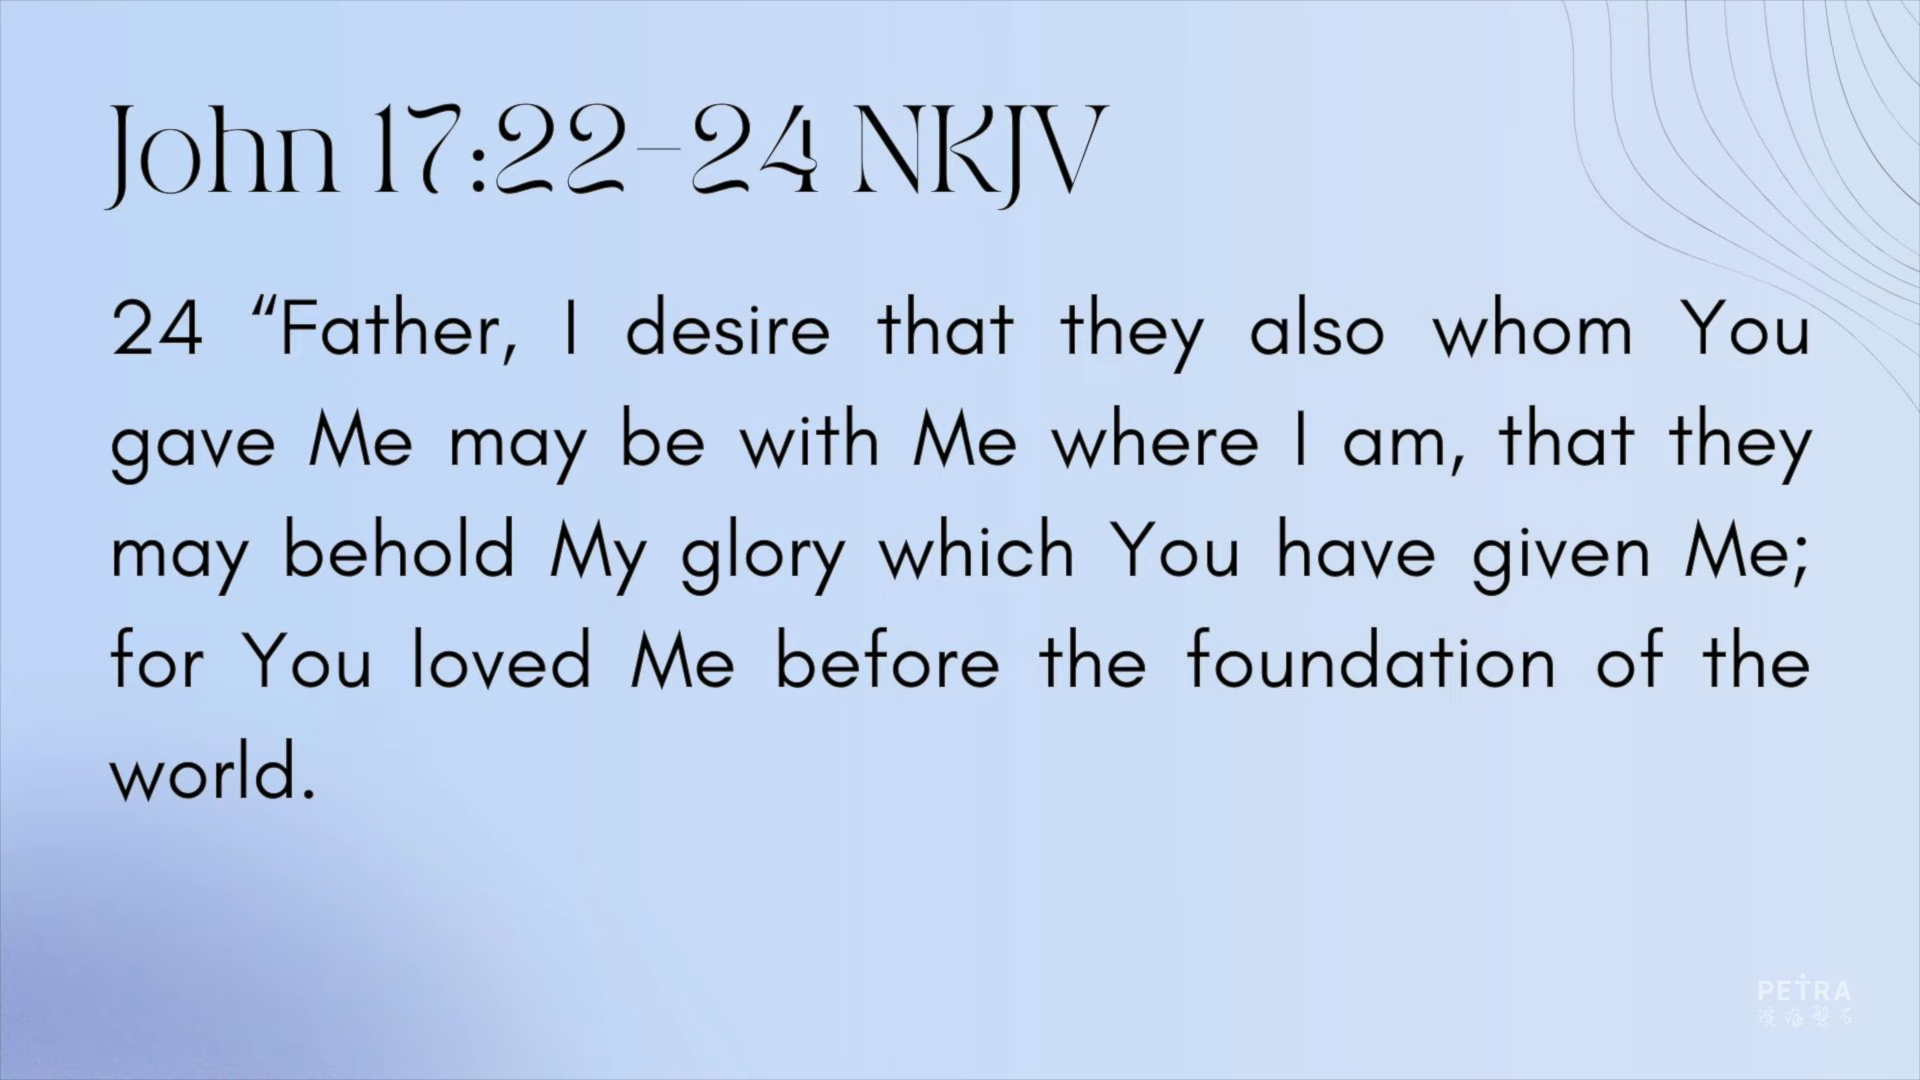 John 17:22-24 NKJV
24 “Father, I desire that they also whom You
gave Me may be with Me where I am, that they
may behold My glory which You have given Me;
for You loved Me before the foundation of the
world.
PETRA